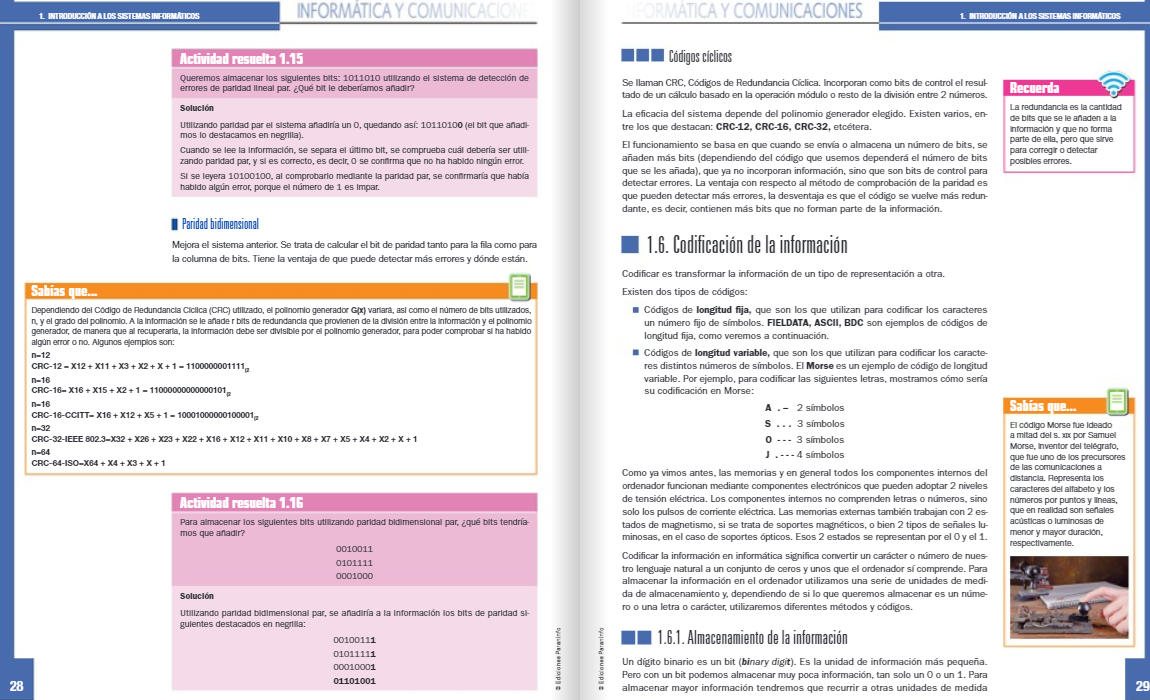 1. INTRODUCCIÓN A LOS SISTEMAS INFORMÁTICOS
INFORMÁTICA Y COMUNICACIONE
Actividad resuelta 1.15
Queremos almacenar los siguientes bits: 1011010 utilizando el sistema de detección de
errores de paridad lineal par. ¿Qué bit le deberíamos añadir?
Solución
Utilizando paridad par el sistema añadiría un 0, quedando así: 10110100 (el bit que añadi-
mos lo destacamos en negrilla).
Cuando se lee la información, se separa el último bit, se comprueba cuál debería ser utili-
zando paridad par, y si es correcto, es decir, 0 se confirma que no ha habido ningún error.
Si se leyera 10100100, al comprobarlo mediante la paridad par, se confirmaría que había
habido algún error, porque el número de 1 es impar.
Paridad bidimensional
Mejora el sistema anterior. Se trata de calcular el bit de paridad tanto para la fila como para
la columna de bits. Tiene la ventaja de que puede detectar más errores y dónde están.
Sabías que...
Dependiendo del Código de Redundancia Cíclica (CRC) utilizado, el polinomio generador G(x) variará, así como el número de bits utilizados,
n, y el grado del polinomio. A la información se le añade r bits de redundancia que provienen de la división entre la información y el polinomio
generador, de manera que al recuperarla, la información debe ser divisible por el polinomio generador, para poder comprobar si ha habido
algún error o no. Algunos ejemplos son:
n=12
CRC-12 = X12 + X11 + X3 + X2 + X + 1 = 1100000001111(2
n=16
CRC-16= X16 + X15 + X2 + 1 = 11000000000000101(2
n=16
CRC-16-CCITT= X16 + X12 + X5 + 1 = 10001000000100001(2
n=32
CRC-32-IEEE 802.3=X32 + X26 + X23 + X22 + X16 + X12 + X11 + X10 + X8 + X7 + X5 + X4 + X2 + X + 1
n=64
CRC-64-ISO=X64 + X4 + X3 + X + 1
Actividad resuelta 1.16
Para almacenar los siguientes bits utilizando paridad bidimensional par, ¿qué bits tendría-
mos que añadir?
0010011
0101111
0001000
Solución
Utilizando paridad bidimensional par, se añadiría a la información los bits de paridad si-
guientes destacados en negrilla:
00100111
01011111
00010001
01101001
© Ediciones Paraninfo
28
INFORMÁTICA Y COMUNICACIONES
1. INTRODUCCIÓN A LOS SISTEMAS INFORMÁTICOS
Códigos cíclicos
Se llaman CRC, Códigos de Redundancia Cíclica. Incorporan como bits de control el resul-
tado de un cálculo basado en la operación módulo o resto de la división entre 2 números.
La eficacia del sistema depende del polinomio generador elegido. Existen varios, en-
tre los que destacan: CRC-12, CRC-16, CRC-32, etcétera.
El funcionamiento se basa en que cuando se envía o almacena un número de bits, se
añaden más bits (dependiendo del código que usemos dependerá el número de bits
que se les añada), que ya no incorporan información, sino que son bits de control para
detectar errores. La ventaja con respecto al método de comprobación de la paridad es
que pueden detectar más errores, la desventaja es que el código se vuelve más redun-
dante, es decir, contienen más bits que no forman parte de la información.
Recuerda
La redundancia es la cantidad
de bits que se le añaden a la
información y que no forma
parte de ella, pero que sirve
para corregir o detectar
posibles errores.
1.6. Codificación de la información
Codificar es transformar la información de un tipo de representación a otra.
Existen dos tipos de códigos:
Códigos de longitud fija, que son los que utilizan para codificar los caracteres
un número fijo de símbolos. FIELDATA, ASCII, BDC son ejemplos de códigos de
longitud fija, como veremos a continuación.
Códigos de longitud variable, que son los que utilizan para codificar los caracte-
res distintos números de símbolos. El Morse es un ejemplo de código de longitud
variable. Por ejemplo, para codificar las siguientes letras, mostramos cómo sería
su codificación en Morse:
A . – 2 símbolos
S . . . 3 símbolos
O - - - 3 símbolos
J . - - - 4 símbolos
Como ya vimos antes, las memorias y en general todos los componentes internos del
ordenador funcionan mediante componentes electrónicos que pueden adoptar 2 niveles
de tensión eléctrica. Los componentes internos no comprenden letras o números, sino
solo los pulsos de corriente eléctrica. Las memorias externas también trabajan con 2 es-
tados de magnetismo, si se trata de soportes magnéticos, o bien 2 tipos de señales lu-
minosas, en el caso de soportes ópticos. Esos 2 estados se representan por el 0 y el 1.
Codificar la información en informática significa convertir un carácter o número de nues-
tro lenguaje natural a un conjunto de ceros y unos que el ordenador sí comprende. Para
almacenar la información en el ordenador utilizamos una serie de unidades de medi-
da de almacenamiento y, dependiendo de si lo que queremos almacenar es un núme-
ro o una letra o carácter, utilizaremos diferentes métodos y códigos.
Sabías que...
El código Morse fue ideado
a mitad del s. XIX por Samuel
Morse, inventor del telégrafo,
que fue uno de los precursores
de las comunicaciones a
distancia. Representa los
caracteres del alfabeto y los
números por puntos y líneas,
que en realidad son señales
acústicas o luminosas de
menor y mayor duración,
respectivamente.
1.6.1. Almacenamiento de la información
Un dígito binario es un bit (binary digit). Es la unidad de información más pequeña.
Pero con un bit podemos almacenar muy poca información, tan solo un 0 o un 1. Para
almacenar mayor información tendremos que recurrir a otras unidades de medida
© Ediciones Paraninfo
29